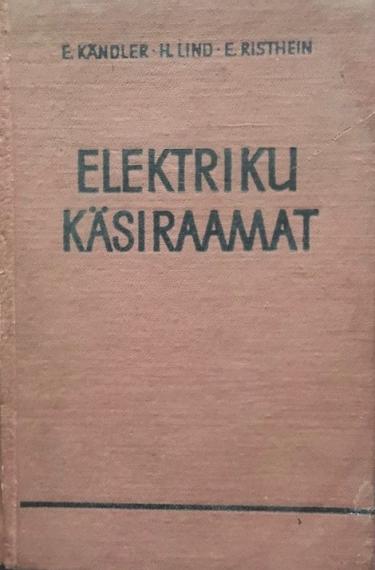 E. KÄNDLER · H. LIND · E. RISTHEIN
ELEKTRIKU
KÄSIRAAMAT